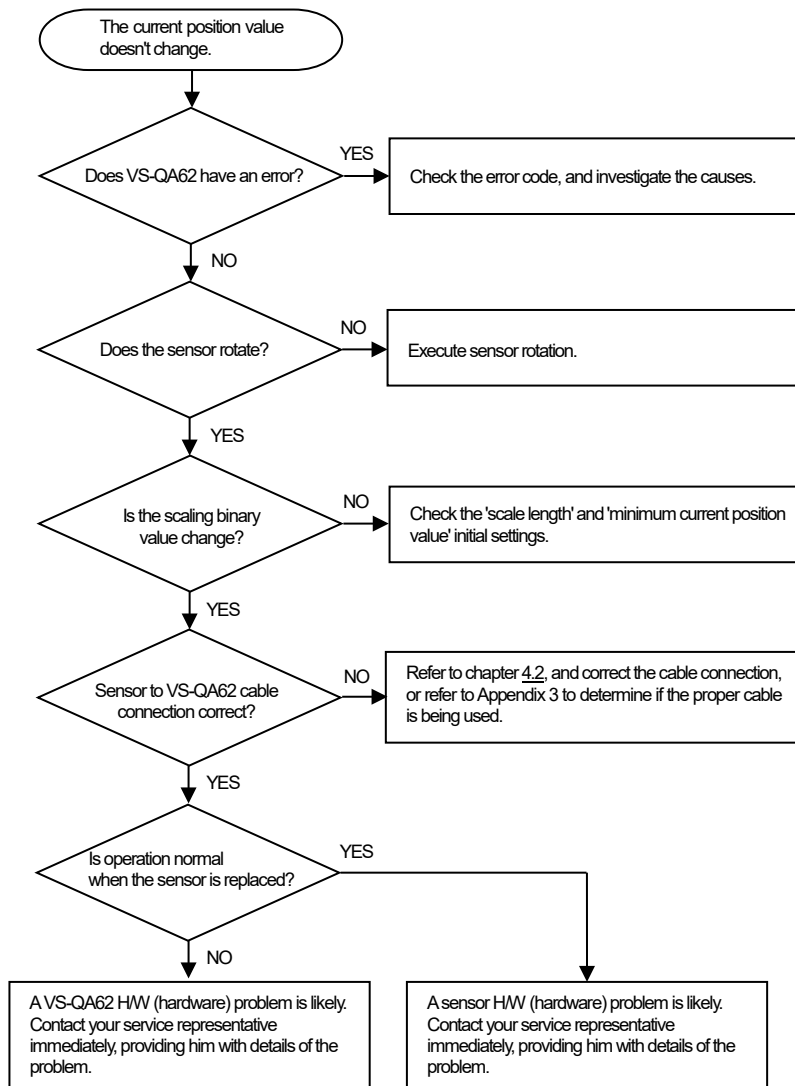 The current position value
doesn't change.
Does VS-QA62 have an error?
YES
Check the error code, and investigate the causes.
NO
Does the sensor rotate?
NO
Execute sensor rotation.
YES
Is the scaling binary
value change?
NO
Check the 'scale length' and 'minimum current position
value' initial settings.
YES
Sensor to VS-QA62 cable
connection correct?
NO
Refer to chapter 4.2, and correct the cable connection,
or refer to Appendix 3 to determine if the proper cable
is being used.
YES
Is operation normal
when the sensor is replaced?
YES
NO
A VS-QA62 H/W (hardware) problem is likely.
Contact your service representative
immediately, providing him with details of the
problem.
A sensor H/W (hardware) problem is likely.
Contact your service representative
immediately, providing him with details of the
problem.